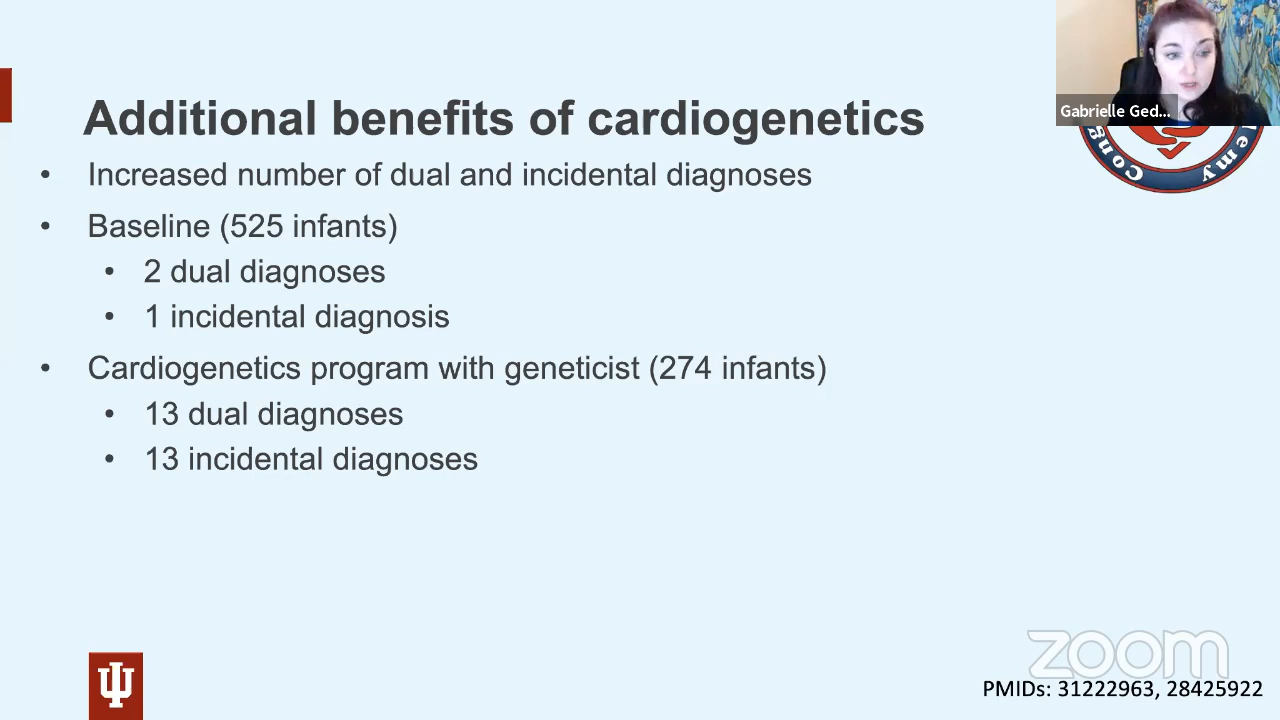 Gabrielle Ged...
Additional benefits of cardiogenetics
• Increased number of dual and incidental diagnoses
• Baseline (525 infants)
• 2 dual diagnoses
• 1 incidental diagnosis
• Cardiogenetics program with geneticist (274 infants)
• 13 dual diagnoses
• 13 incidental diagnoses
zoom
PMIDs: 31222963, 28425922